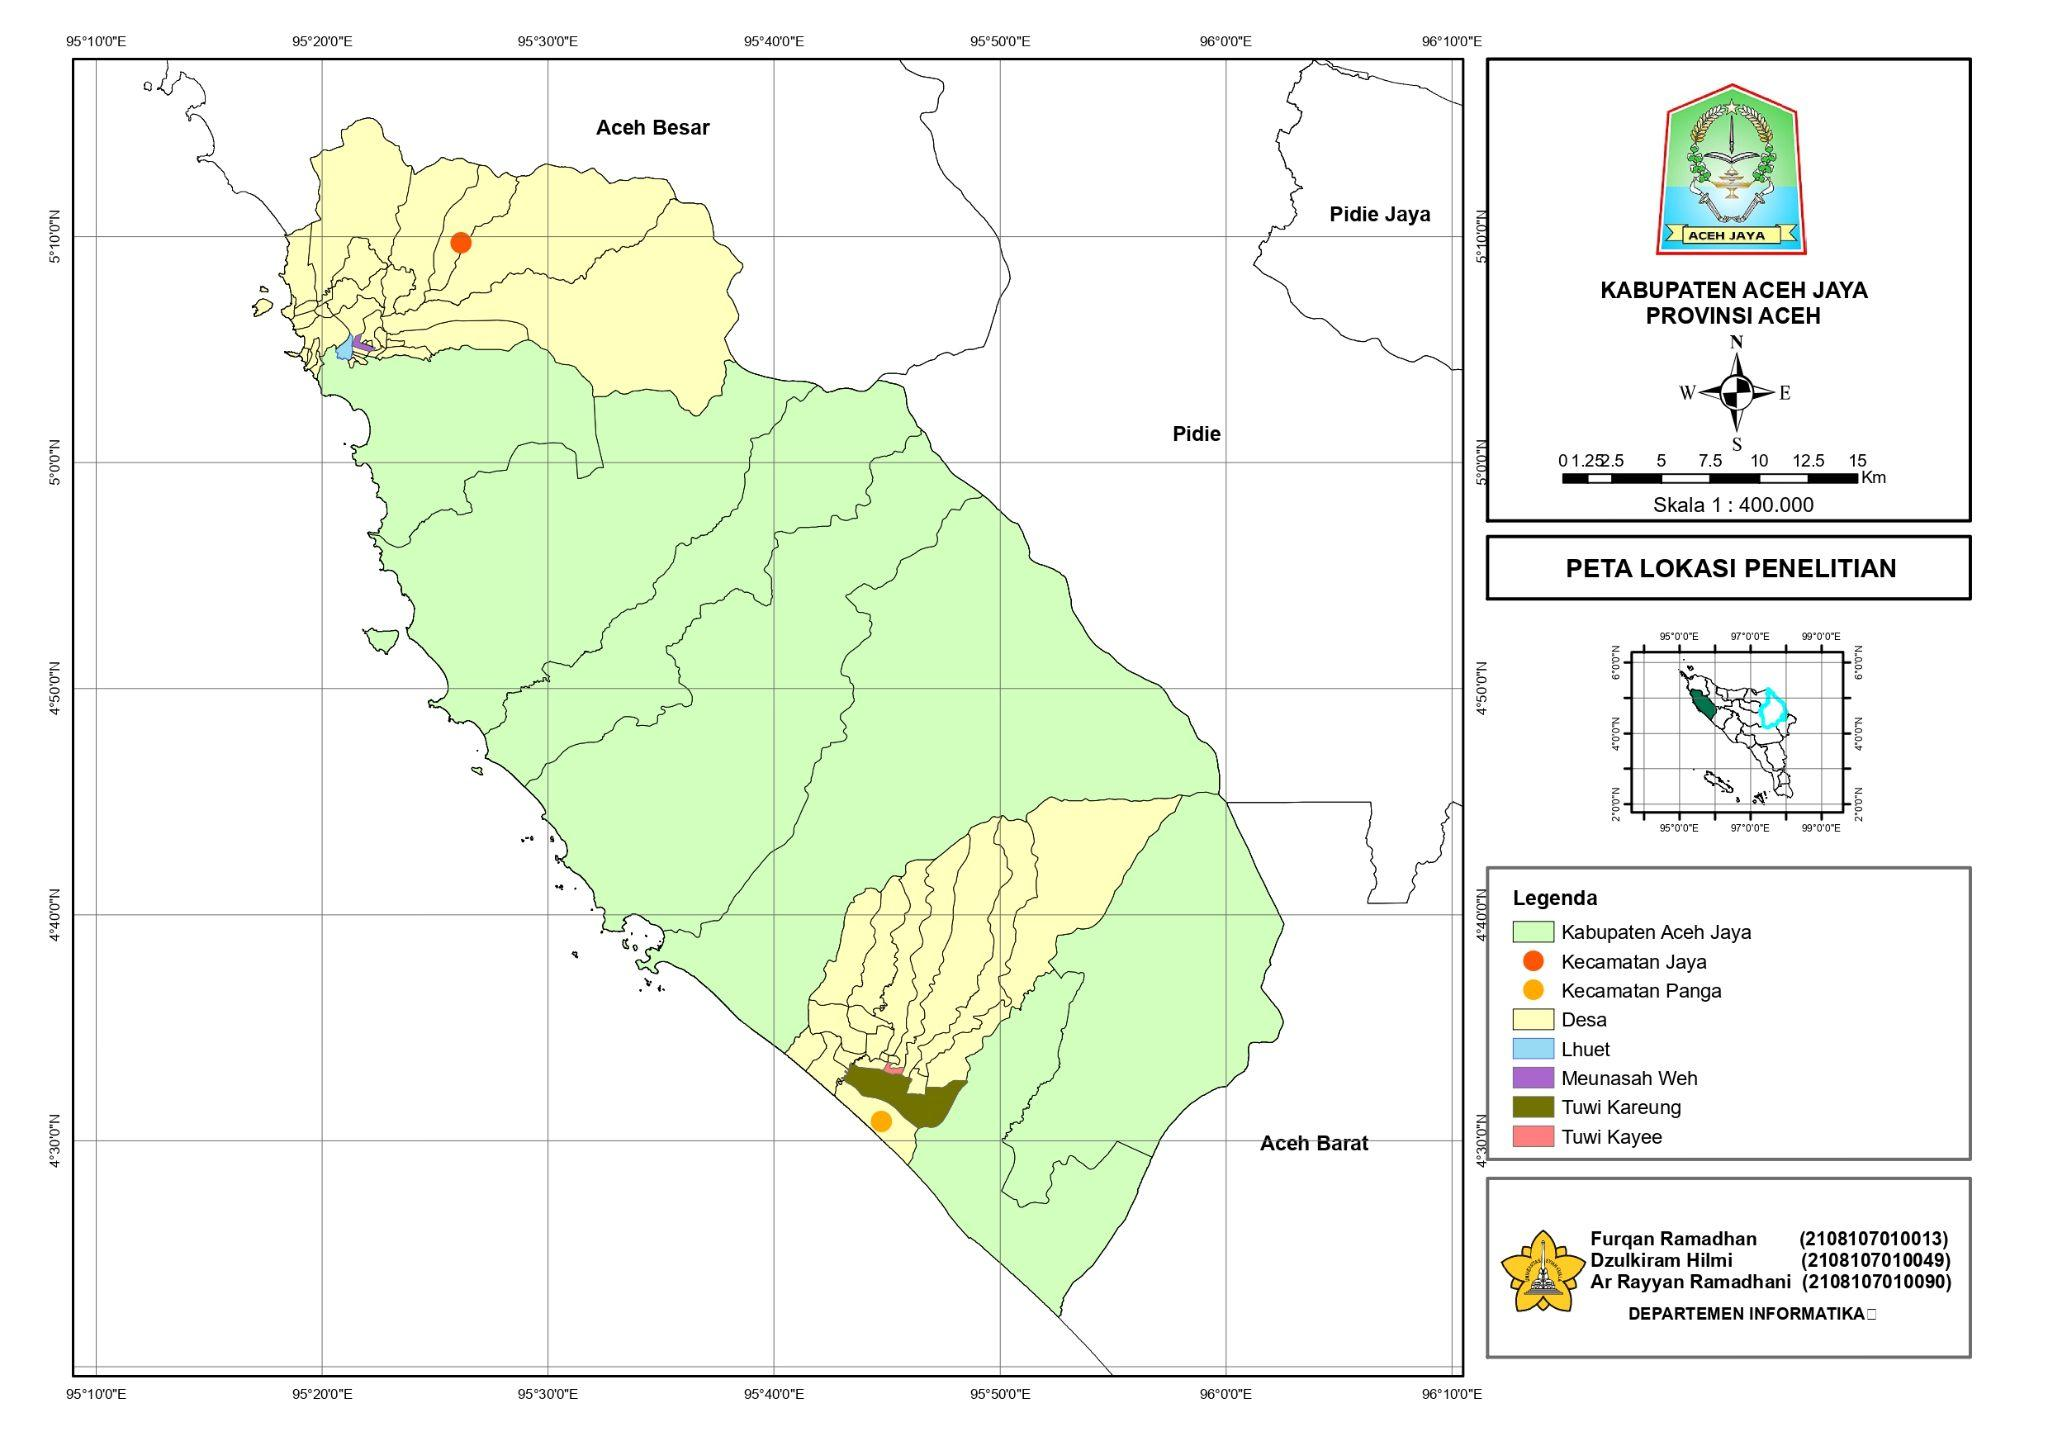 95°10'0"E 95°20'0"E 95°30'0"E 95°40'0"E 95°50'0"E 96°0'0"E 96°10'0"E
5°10'0"N
5°0'0"N
4°50'0"N
4°40'0"N
4°30'0"N
Aceh Besar
Pidie Jaya
Pidie
Aceh Barat
5°10'0"N
5°0'0"N
4°50'0"N
4°40'0"N
4°30'0"N
95°10'0"E 95°20'0"E 95°30'0"E 95°40'0"E 95°50'0"E 96°0'0"E 96°10'0"E
ACEH JAYA
KABUPATEN ACEH JAYA
PROVINSI ACEH
N
W E
S
0 1.25 2.5 5 7.5 10 12.5 15
Km
Skala 1 : 400.000
PETA LOKASI PENELITIAN
95°0'0"E 97°0'0"E 99°0'0"E
6°0'0"N 6°0'0"N
4°0'0"N 4°0'0"N
2°0'0"N 2°0'0"N
95°0'0"E 97°0'0"E 99°0'0"E
Legenda
Kabupaten Aceh Jaya
Kecamatan Jaya
Kecamatan Panga
Desa
Lhuet
Meunasah Weh
Tuwi Kareung
Tuwi Kayee
Furqan Ramadhan (2108107010013)
Dzulkiram Hilmi (2108107010049)
Ar Rayyan Ramadhani (2108107010090)
DEPARTEMEN INFORMATIKA